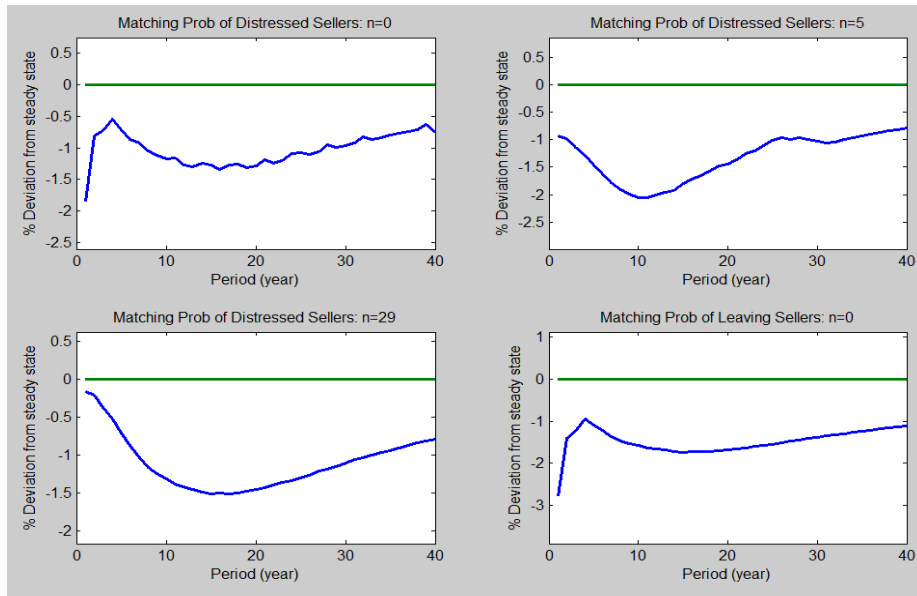 Matching Prob of Distressed Sellers: n=0
% Deviation from steady state
0.5
0
-0.5
-1
-1.5
-2
-2.5
0 10 20 30 40
Period (year)
Matching Prob of Distressed Sellers: n=5
% Deviation from steady state
0.5
0
-0.5
-1
-1.5
-2
-2.5
0 10 20 30 40
Period (year)
Matching Prob of Distressed Sellers: n=29
% Deviation from steady state
0.5
0
-0.5
-1
-1.5
-2
0 10 20 30 40
Period (year)
Matching Prob of Leaving Sellers: n=0
% Deviation from steady state
1
0
-1
-2
-3
0 10 20 30 40
Period (year)